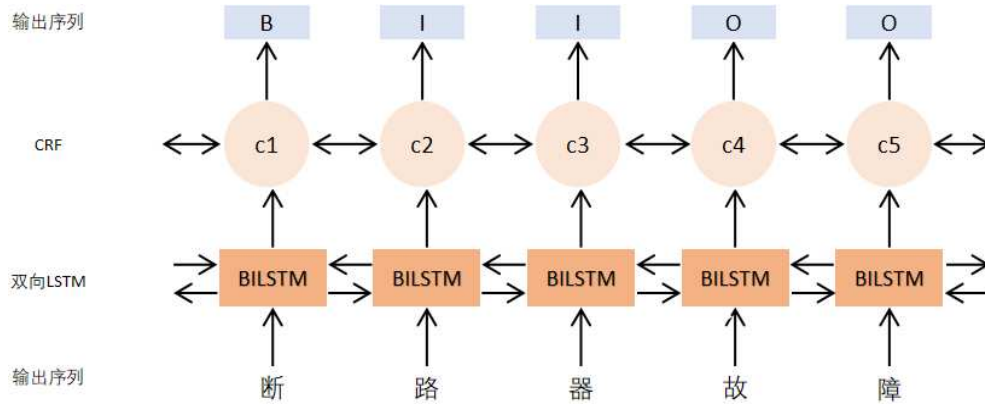 输出序列 B I I O O
CRF c1 c2 c3 c4 c5
双向LSTM BILSTM BILSTM BILSTM BILSTM BILSTM
输出序列 断 路 器 故 障